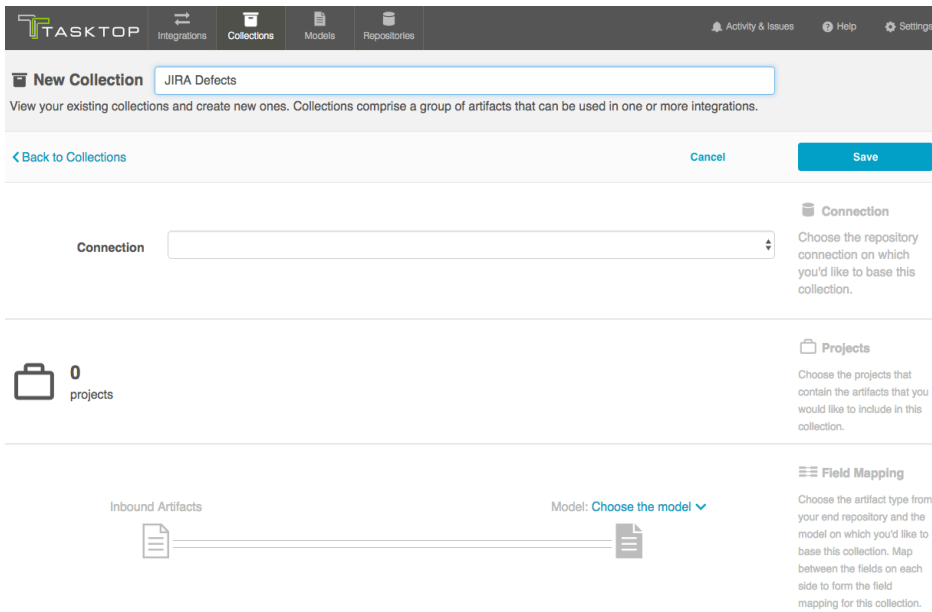 TASKTOP
Integrations
Collections
Models
Repositories
Activity & Issues
Help
Settings
New Collection
JIRA Defects
View your existing collections and create new ones. Collections comprise a group of artifacts that can be used in one or more integrations.
Back to Collections
Cancel
Save
Connection
Connection
Choose the repository
connection on which
you'd like to base this
collection.
0
projects
Projects
Choose the projects that
contain the artifacts that you
would like to include in this
collection.
Inbound Artifacts
Model: Choose the model
Field Mapping
Choose the artifact type from
your end repository and the
model on which you'd like to
base this collection. Map
between the fields on each
side to form the field
mapping for this collection.